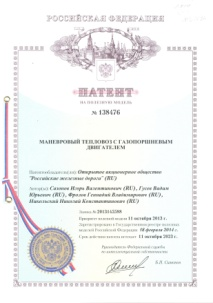 РОССИЙСКАЯ ФЕДЕРАЦИЯ
ПАТЕНТ
НА ПОЛЕЗНУЮ МОДЕЛЬ
№ 138476
МАНЕВРОВЫЙ ТЕПЛОВОЗ С ГАЗОПОРШНЕВЫМ
ДВИГАТЕЛЕМ
Патентообладатель(ли): Открытое акционерное общество
"Российские железные дороги" (RU)
Автор(ы): Игорь Валентинович (RU), Гусев Вадим
Юрьевич (RU), Фролов Геннадий Владимирович (RU),
Николай Константинович (RU)
Заявка №
Приоритет полезной модели 11 октября 2013 г.
Зарегистрировано в Государственном реестре полезных
моделей Российской Федерации 18 февраля 2014 г.
Срок действия патента истекает 11 октября 2023 г.
Руководитель Федеральной службы
по интеллектуальной собственности
Б.П. Симонов